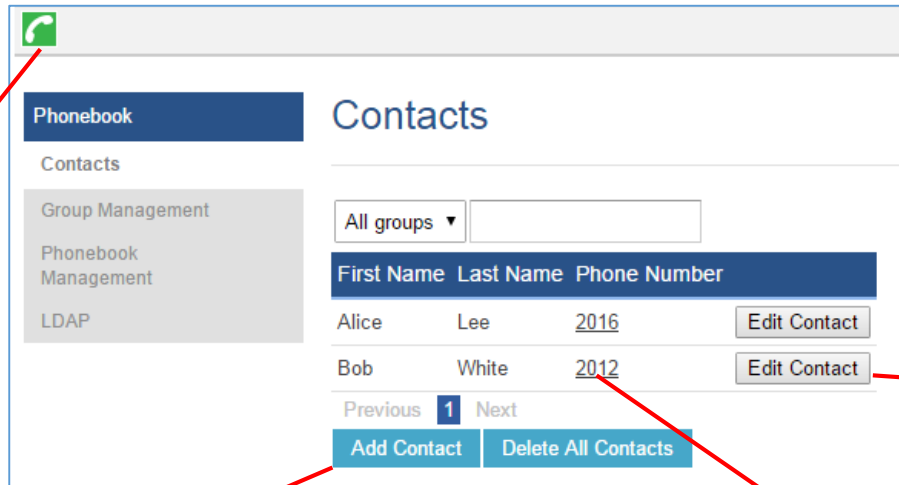 Phonebook
Contacts
Group Management
Phonebook
Management
LDAP
Contacts
All groups ▼
First Name Last Name Phone Number
Alice Lee 2016 Edit Contact
Bob White 2012 Edit Contact
Previous 1 Next
Add Contact Delete All Contacts